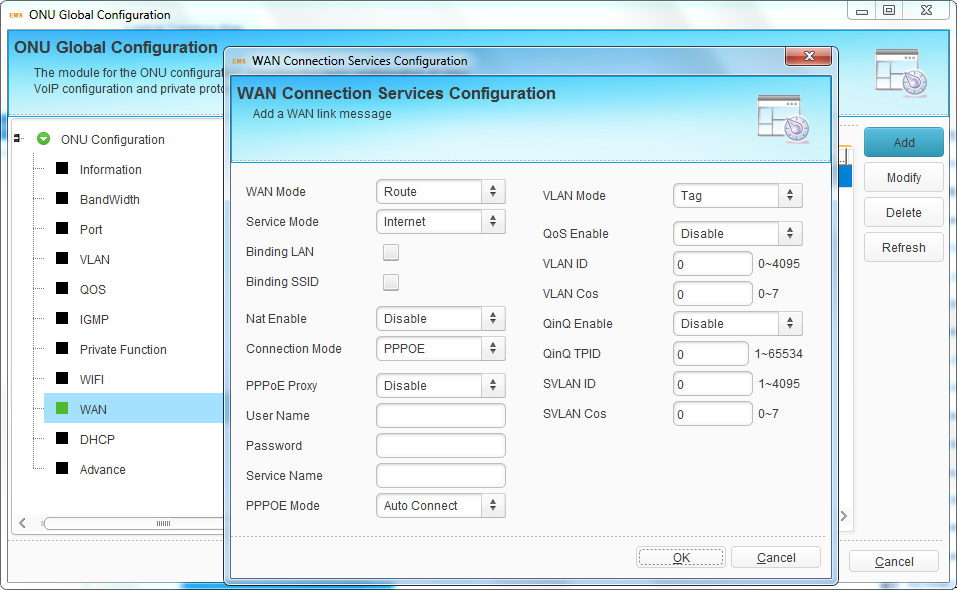 EMS ONU Global Configuration
ONU Global Configuration
The module for the ONU configurat
VoIP configuration and private proto
ONU Configuration
Information
BandWidth
Port
VLAN
QOS
IGMP
Private Function
WIFI
WAN
DHCP
Advance
Add
Modify
Delete
Refresh
Cancel
EMS WAN Connection Services Configuration
WAN Connection Services Configuration
Add a WAN link message
WAN Mode Route
Service Mode Internet
Binding LAN
Binding SSID
Nat Enable Disable
Connection Mode PPPOE
PPPoE Proxy Disable
User Name
Password
Service Name
PPPOE Mode Auto Connect
VLAN Mode Tag
QoS Enable Disable
VLAN ID 0 0~4095
VLAN Cos 0 0~7
QinQ Enable Disable
QinQ TPID 0 1~65534
SVLAN ID 0 1~4095
SVLAN Cos 0 0~7
OK Cancel